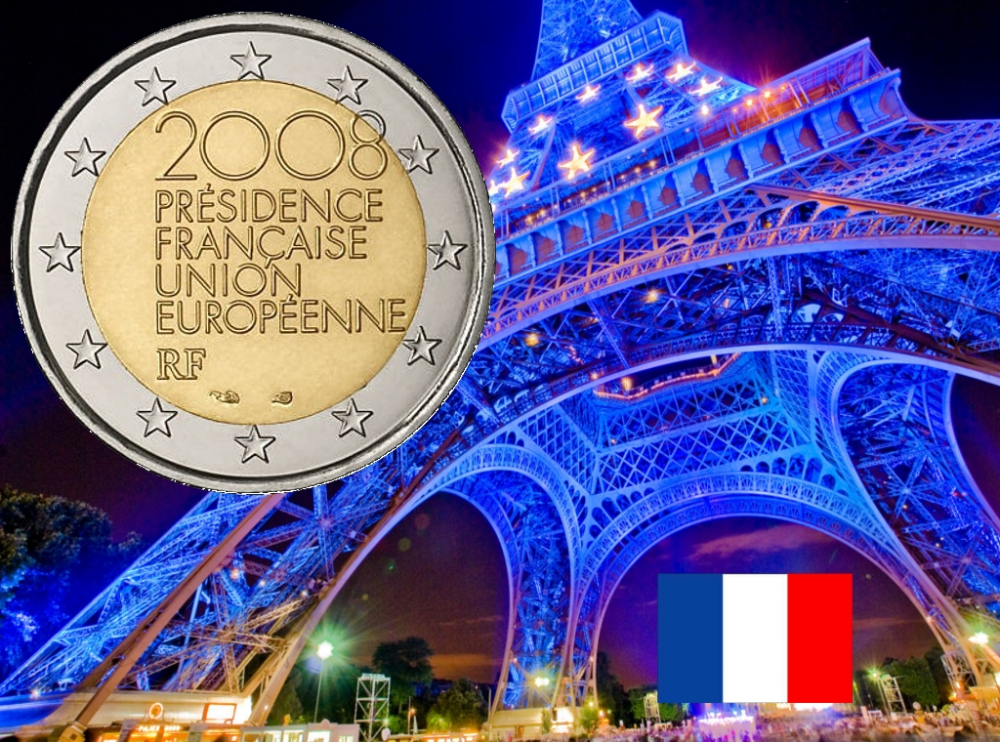 2008
PRÉSIDENCE
FRANÇAISE
UNION
EUROPÉENNE
RF